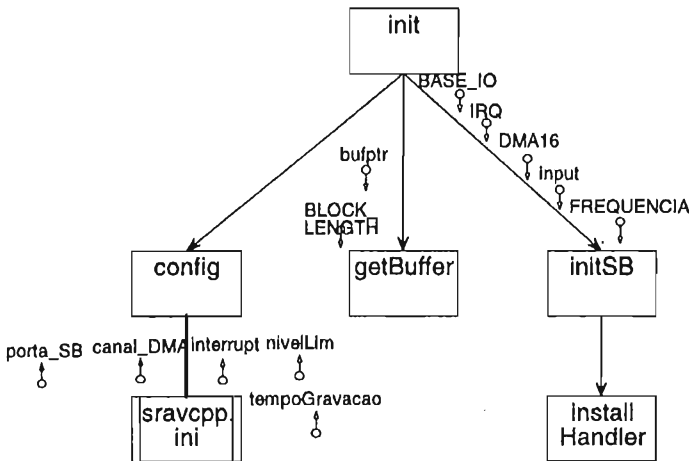 init
BASE_IO
IRQ
DMA16
input
FREQUENCIA
bufptr
BLOCK_
LENGTH
config
getBuffer
initSB
porta_SB
canal_DMA
interrupt
nivelLim
tempoGravacao
sravcpp.
ini
Install
Handler